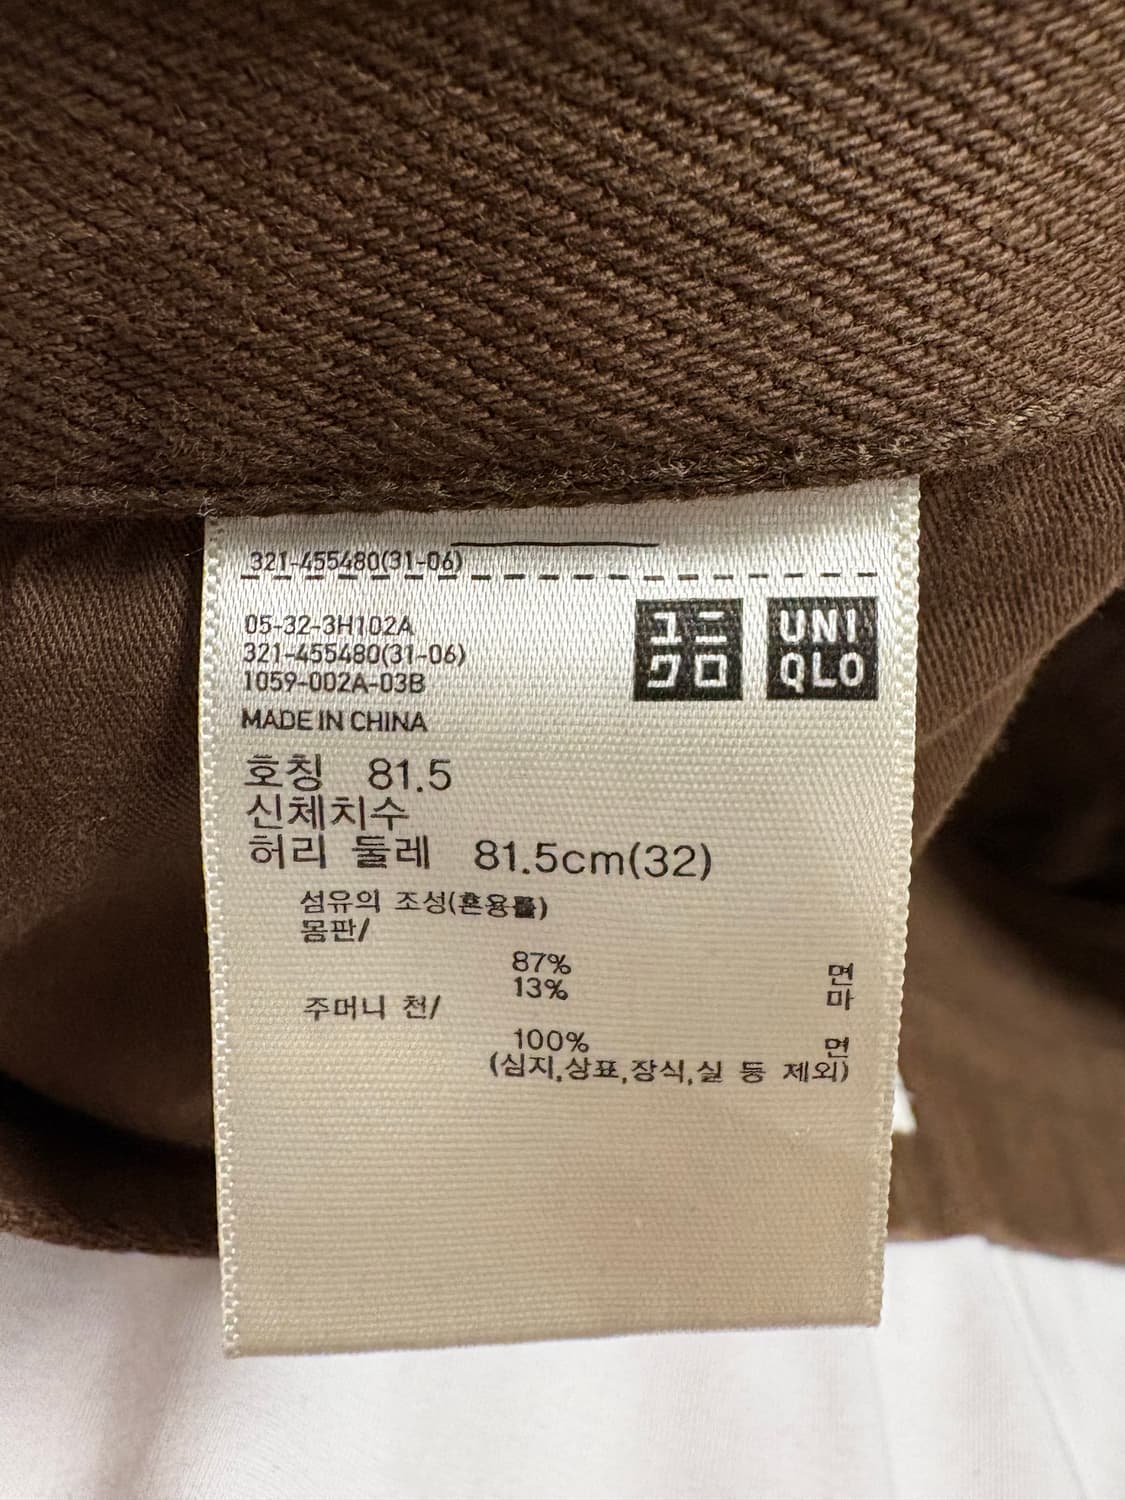 321-455480(31-06)
05-32-3H102A
321-455480(31-06)
1059-002A-03B
ユニ
クロ
UNI
QLO
MADE IN CHINA
호칭 81.5
신체치수
허리 둘레 81.5cm(32)
섬유의 조성(혼용률)
몸판/
87% 면
13% 마
주머니 천/
100% 면
(심지,상표,장식,실 등 제외)